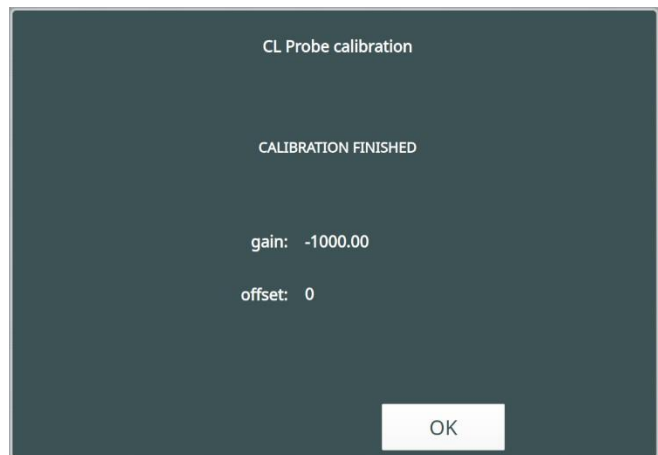 CL Probe calibration
CALIBRATION FINISHED
gain: -1000.00
offset: 0
OK